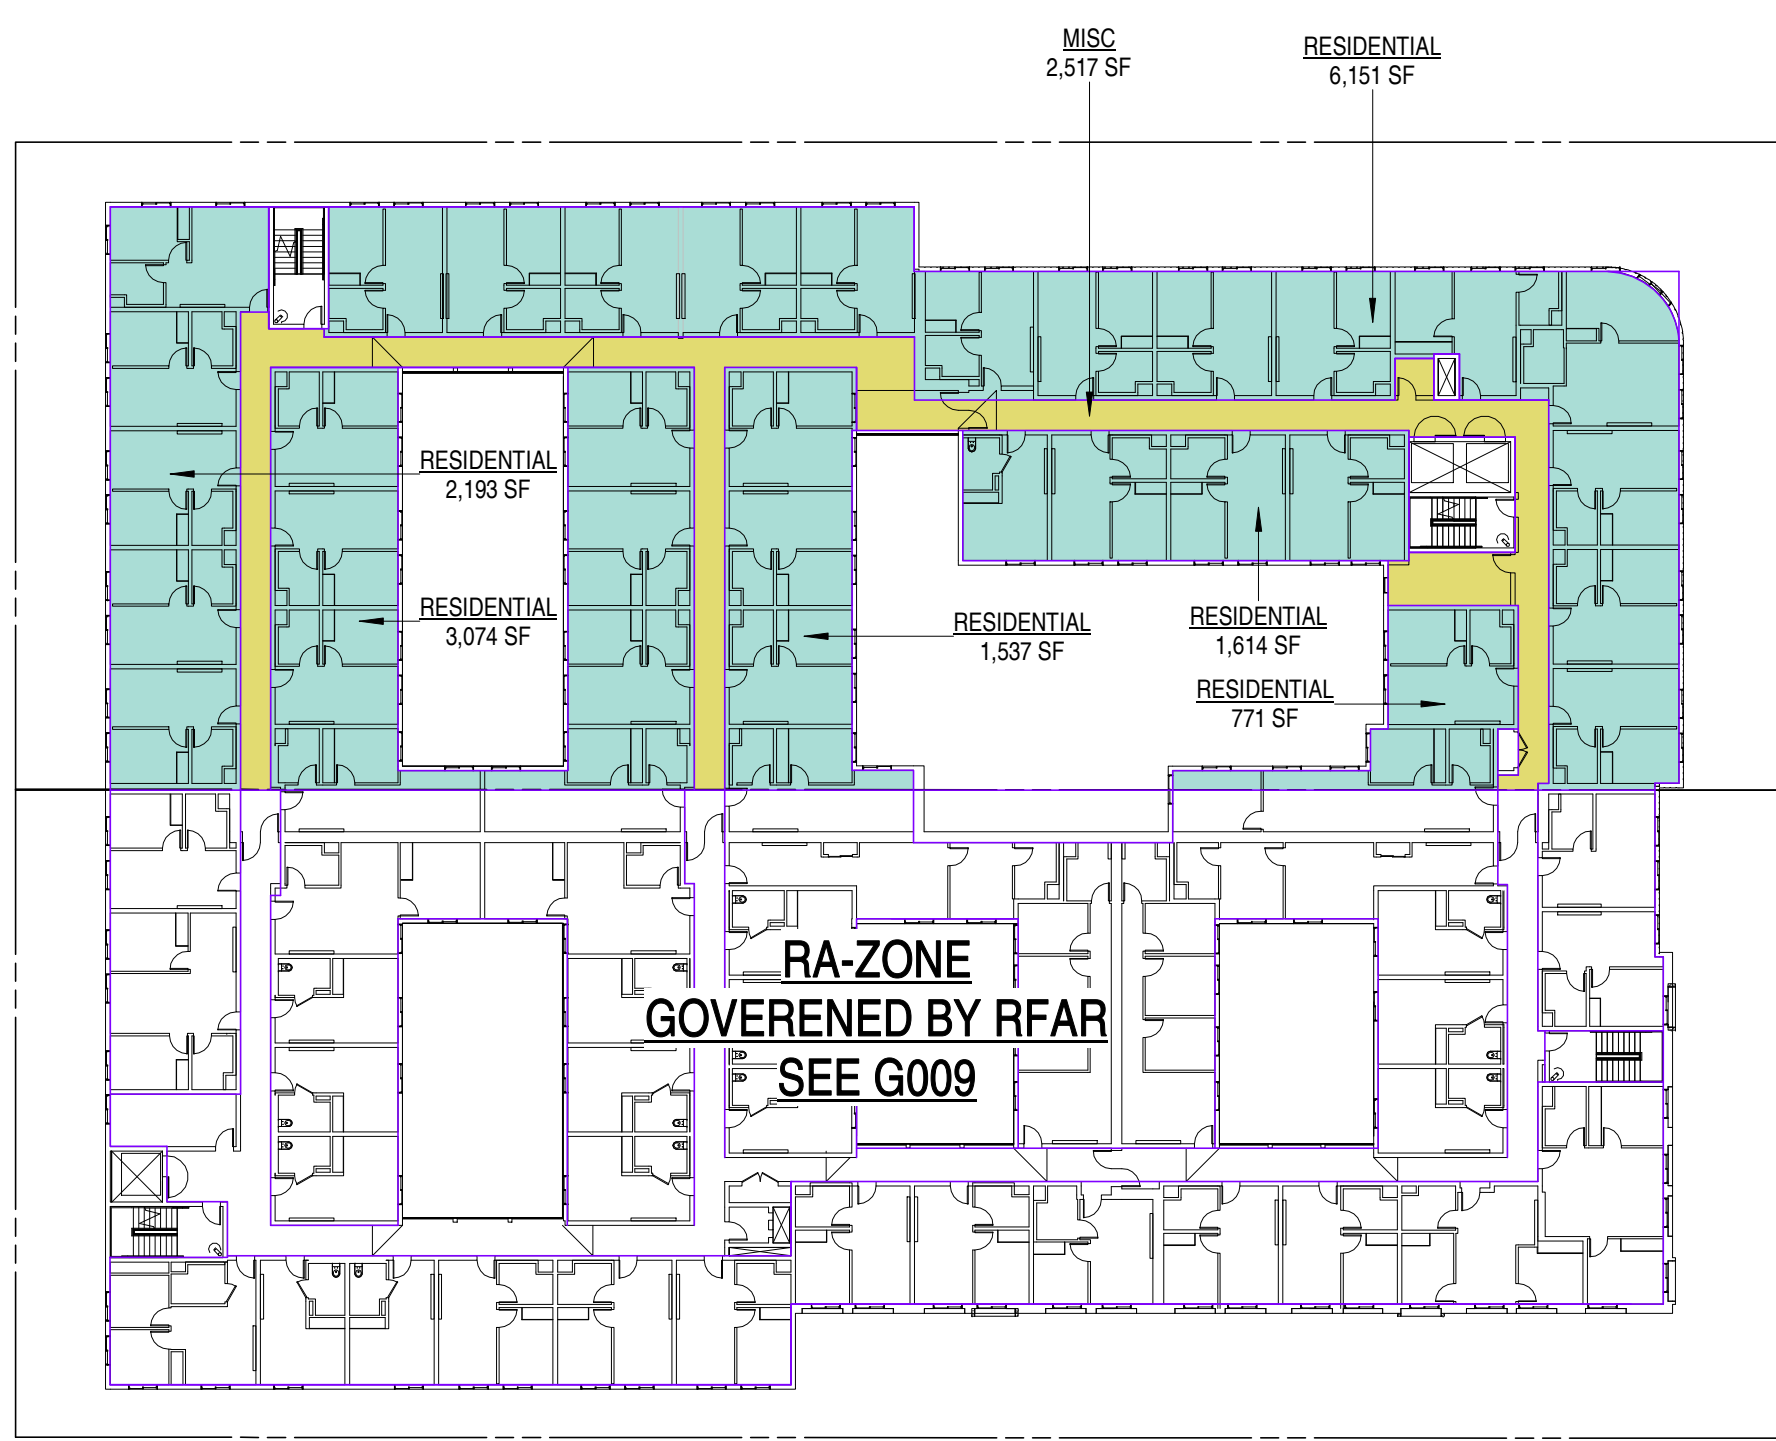 MISC
2,517 SF
RESIDENTIAL
6,151 SF
RESIDENTIAL
2,193 SF
RESIDENTIAL
3,074 SF
RESIDENTIAL
1,537 SF
RESIDENTIAL
1,614 SF
RESIDENTIAL
771 SF
RA-ZONE
GOVERENED BY RFAR
SEE G009